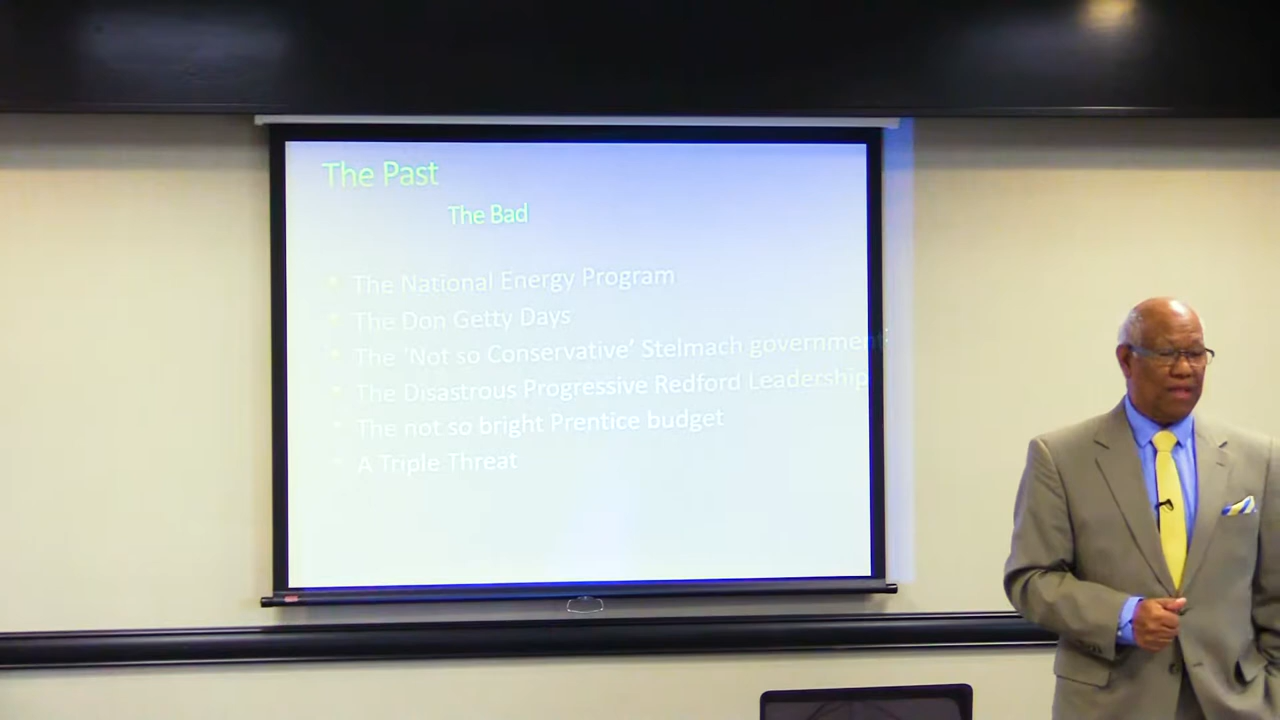 The Past
The Bad
• The National Energy Program
• The Don Getty Days
• The 'Not so Conservative' Stelmach government
• The Disastrous Progressive Redford Leadership
• The not so bright Prentice budget
• A Triple Threat